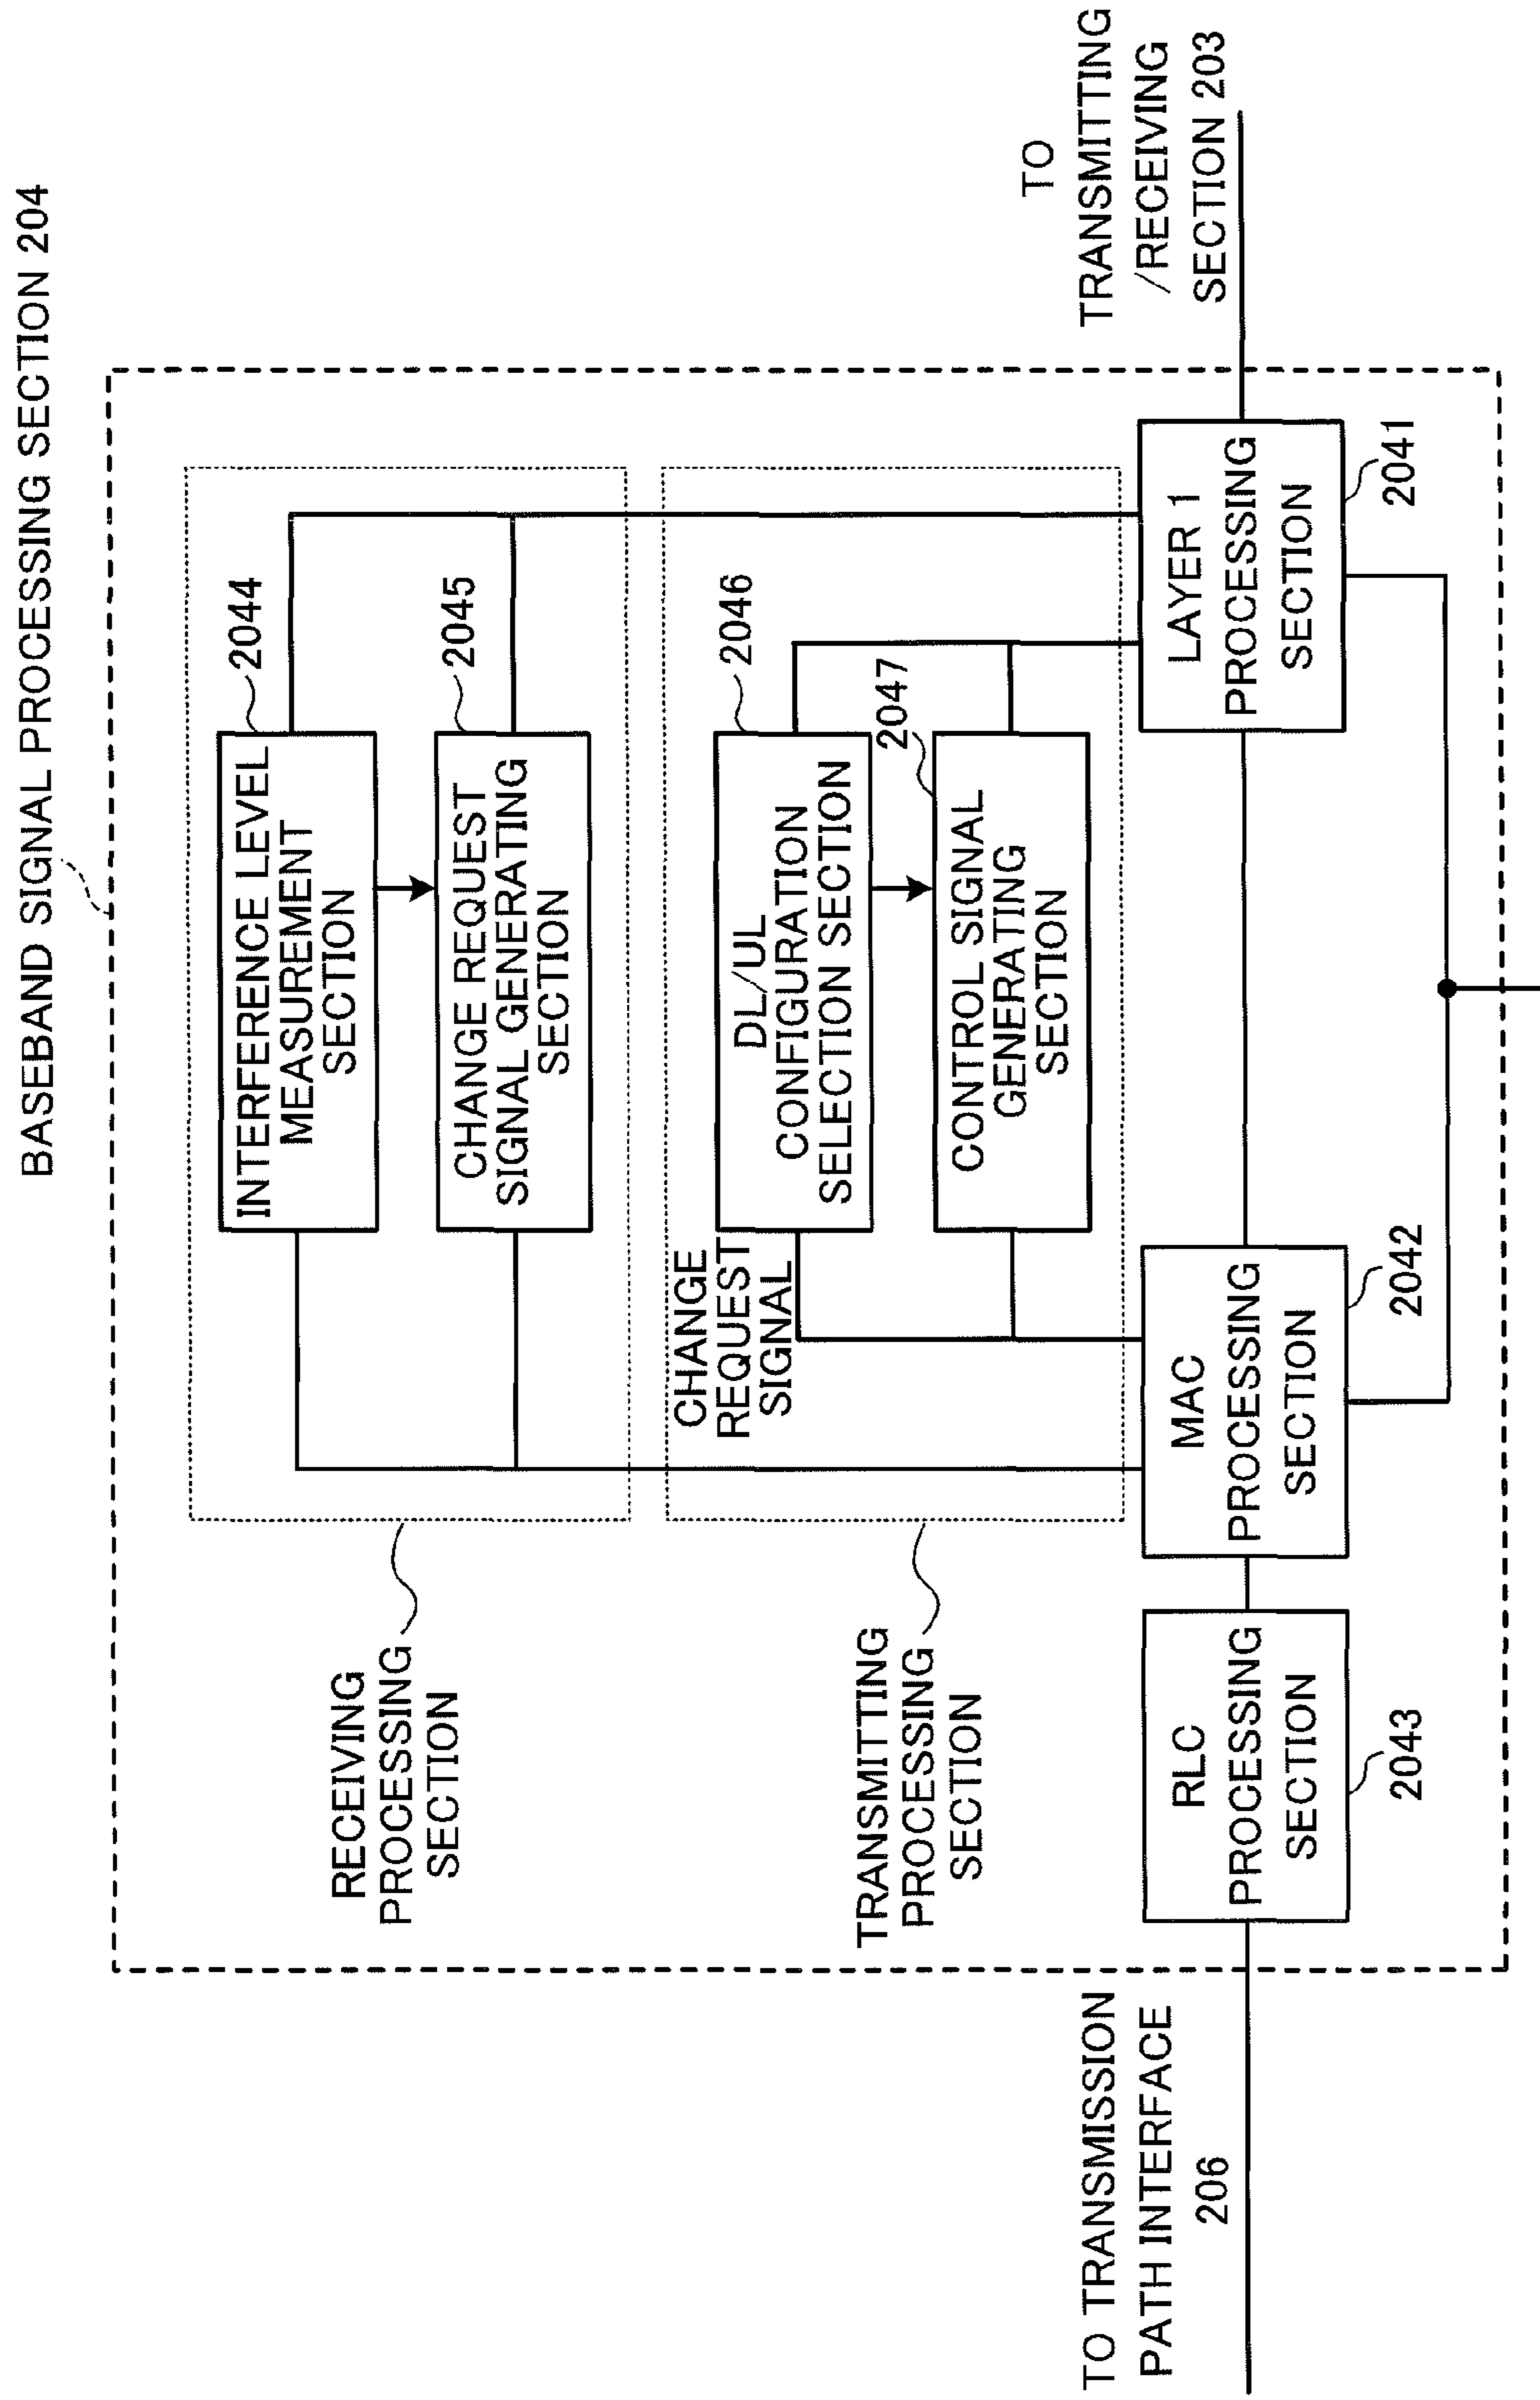 BASEBAND SIGNAL PROCESSING SECTION 204
RECEIVING
PROCESSING
SECTION
INTERFERENCE LEVEL
MEASUREMENT
SECTION
2044
CHANGE REQUEST
SIGNAL GENERATING
SECTION
2045
TRANSMITTING
PROCESSING
SECTION
CHANGE
REQUEST
SIGNAL
DL/UL
CONFIGURATION
SELECTION SECTION
2046
CONTROL SIGNAL
GENERATING
SECTION
2047
TO TRANSMISSION
PATH INTERFACE
206
RLC
PROCESSING
SECTION
2043
MAC
PROCESSING
SECTION
2042
LAYER 1
PROCESSING
SECTION
2041
TO
TRANSMITTING
/RECEIVING
SECTION 203